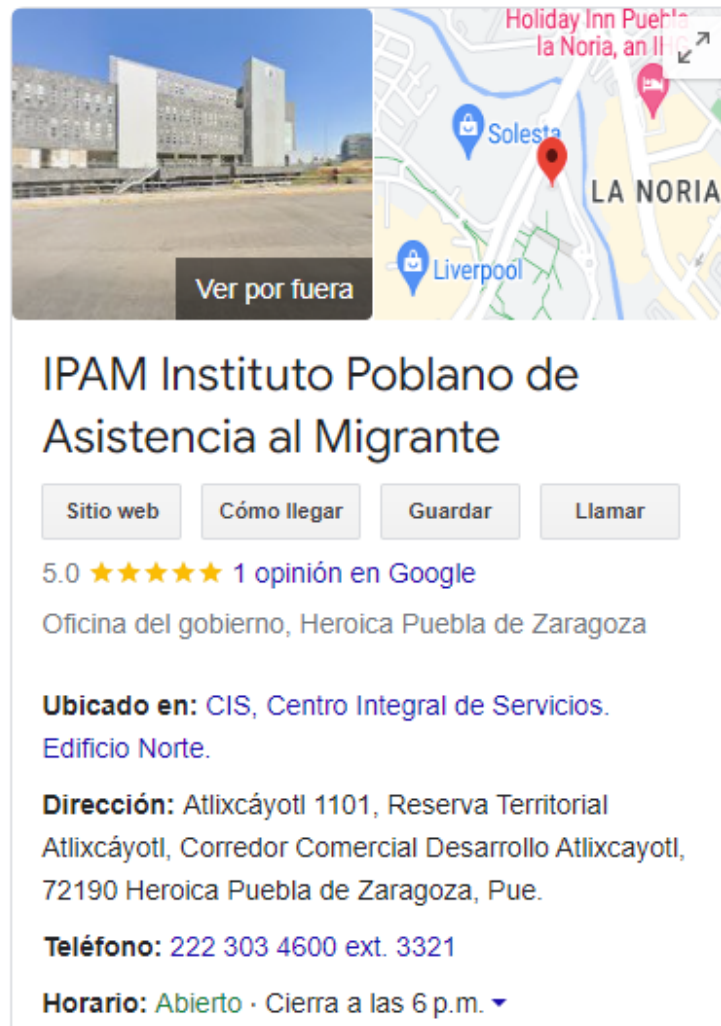 Holiday Inn Puebla
la Noria, an IHG
Solesta
LA NORIA
Liverpool
Ver por fuera
IPAM Instituto Poblano de
Asistencia al Migrante
Sitio web
Cómo llegar
Guardar
Llamar
5.0 ★★★★★ 1 opinión en Google
Oficina del gobierno, Heroica Puebla de Zaragoza
Ubicado en: CIS, Centro Integral de Servicios.
Edificio Norte.
Dirección: Atlixcáyotl 1101, Reserva Territorial
Atlixcáyotl, Corredor Comercial Desarrollo Atlixcayotl,
72190 Heroica Puebla de Zaragoza, Pue.
Teléfono: 222 303 4600 ext. 3321
Horario: Abierto · Cierra a las 6 p.m.